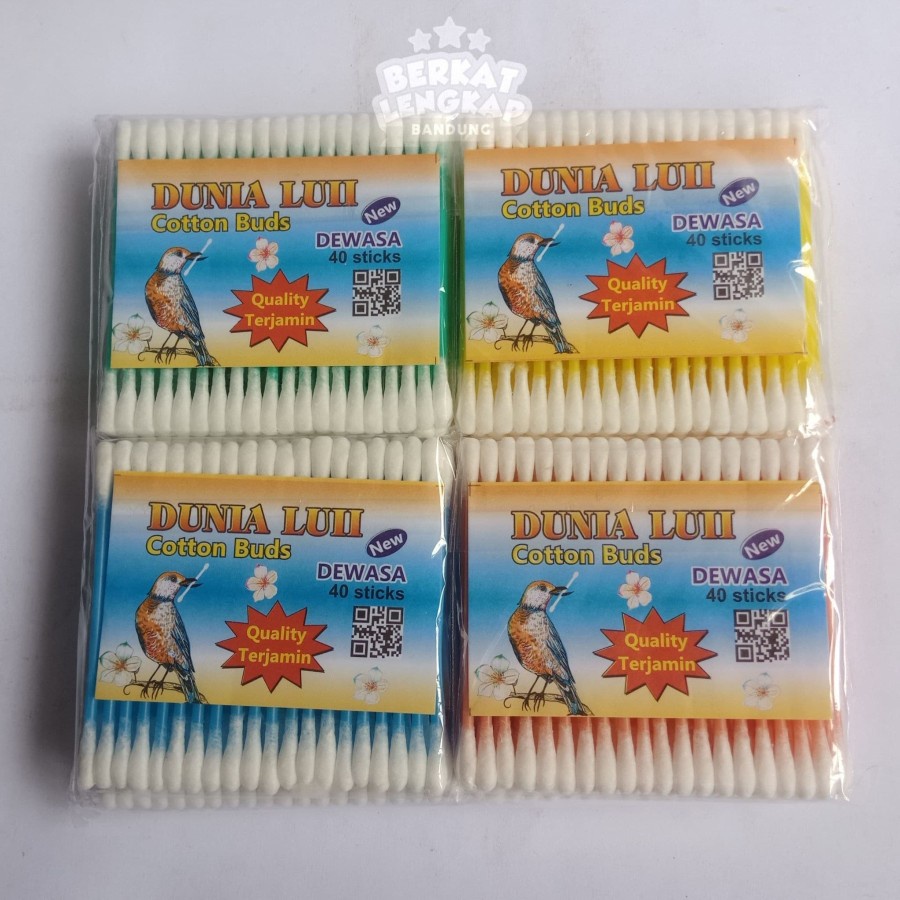 BERKAT
LENGKAP
BANDUNG
DUNIA LUII
Cotton Buds
New
DEWASA
40 sticks
Quality
Terjamin
DUNIA LUII
Cotton Buds
New
DEWASA
40 sticks
Quality
Terjamin
DUNIA LUII
Cotton Buds
New
DEWASA
40 sticks
Quality
Terjamin
DUNIA LUII
Cotton Buds
New
DEWASA
40 sticks
Quality
Terjamin